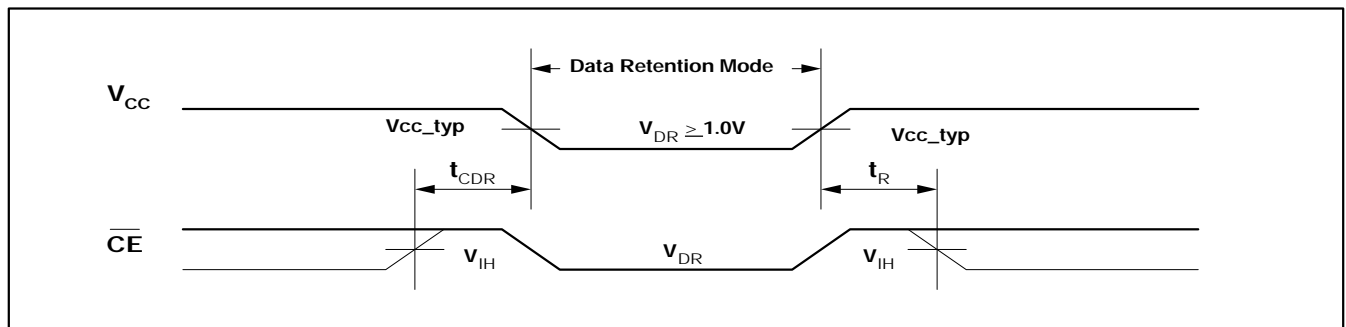 Data Retention Mode
VCC
Vcc_typ
VDR ≥ 1.0V
Vcc_typ
tCDR
tR
CE
VIH
VDR
VIH